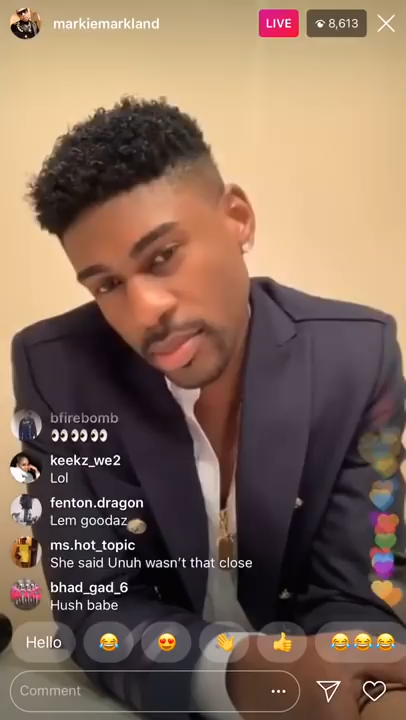 markiemarkland
LIVE
8,613
bfirebomb
👀👀👀
keekz_we2
Lol
fenton.dragon
Lem goodaz
ms.hot_topic
She said Unuh wasn't that close
bhad_gad_6
Hush babe
Hello 😂 😍 👋 👍 😂😂😂
Comment